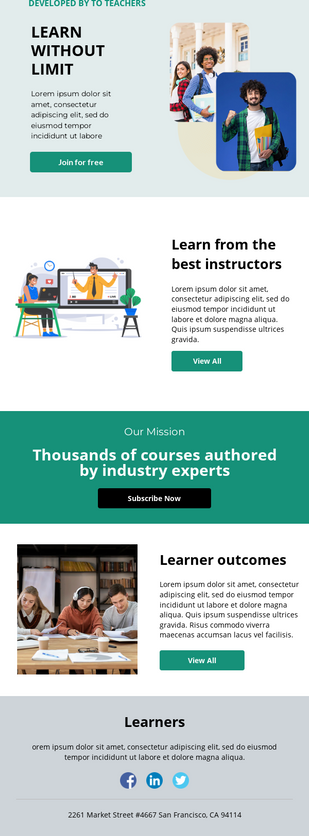 DEVELOPED BY TO TEACHERS
LEARN
WITHOUT
LIMIT
Lorem ipsum dolor sit
amet, consectetur
adipiscing elit, sed do
eiusmod tempor
incididunt ut labore
Join for free
Learn from the
best instructors
Lorem ipsum dolor sit amet,
consectetur adipiscing elit, sed do
eiusmod tempor incididunt ut
labore et dolore magna aliqua.
Quis ipsum suspendisse ultrices
gravida.
View All
Our Mission
Thousands of courses authored
by industry experts
Subscribe Now
Learner outcomes
Lorem ipsum dolor sit amet, consectetur
adipiscing elit, sed do eiusmod tempor
incididunt ut labore et dolore magna
aliqua. Quis ipsum suspendisse ultrices
gravida. Risus commodo viverra
maecenas accumsan lacus vel facilisis.
View All
Learners
orem ipsum dolor sit amet, consectetur adipiscing elit, sed do eiusmod
tempor incididunt ut labore et dolore magna aliqua.
2261 Market Street #4667 San Francisco, CA 94114